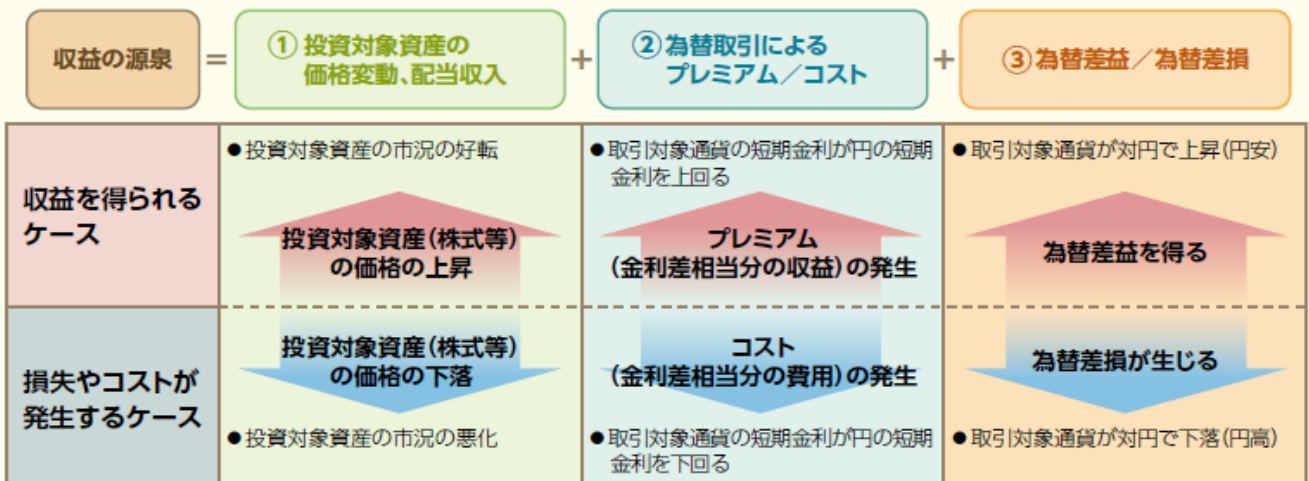 収益の源泉
=
①投資対象資産の
価格変動、配当収入
+
②為替取引による
プレミアム/コスト
+
③為替差益/為替差損
収益を得られる
ケース
●投資対象資産の市況の好転
投資対象資産(株式等)
の価格の上昇
●取引対象通貨の短期金利が円の短期
金利を上回る
プレミアム
(金利差相当分の収益)の発生
●取引対象通貨が対円で上昇(円安)
為替差益を得る
損失やコストが
発生するケース
投資対象資産(株式等)
の価格の下落
●投資対象資産の市況の悪化
コスト
(金利差相当分の費用)の発生
●取引対象通貨の短期金利が円の短期
金利を下回る
為替差損が生じる
●取引対象通貨が対円で下落(円高)